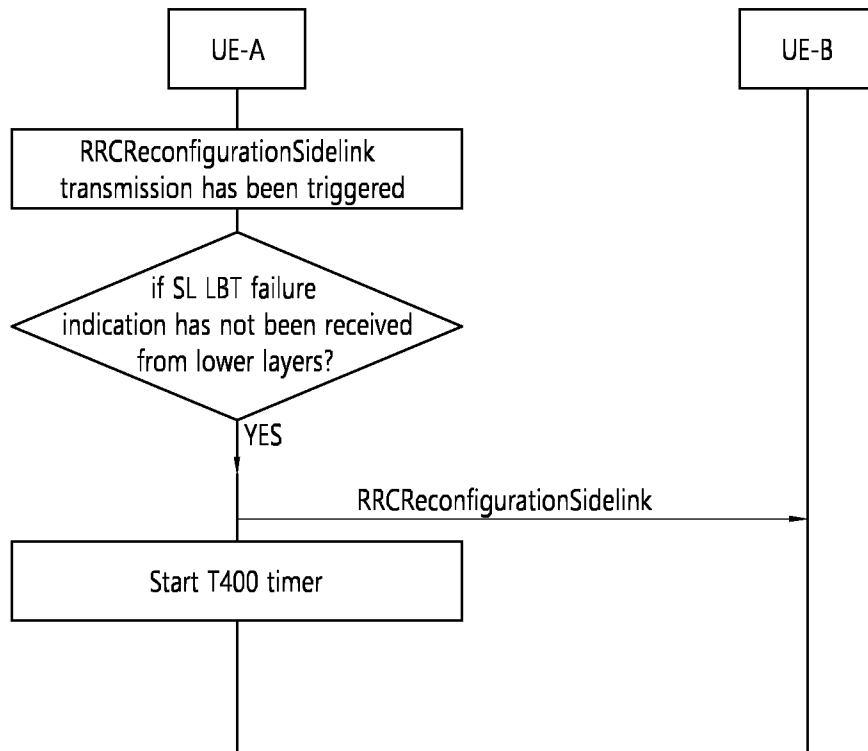 UE-A
UE-B
RRCReconfigurationSidelink
transmission has been triggered
if SL LBT failure
indication has not been received
from lower layers?
YES
RRCReconfigurationSidelink
Start T400 timer